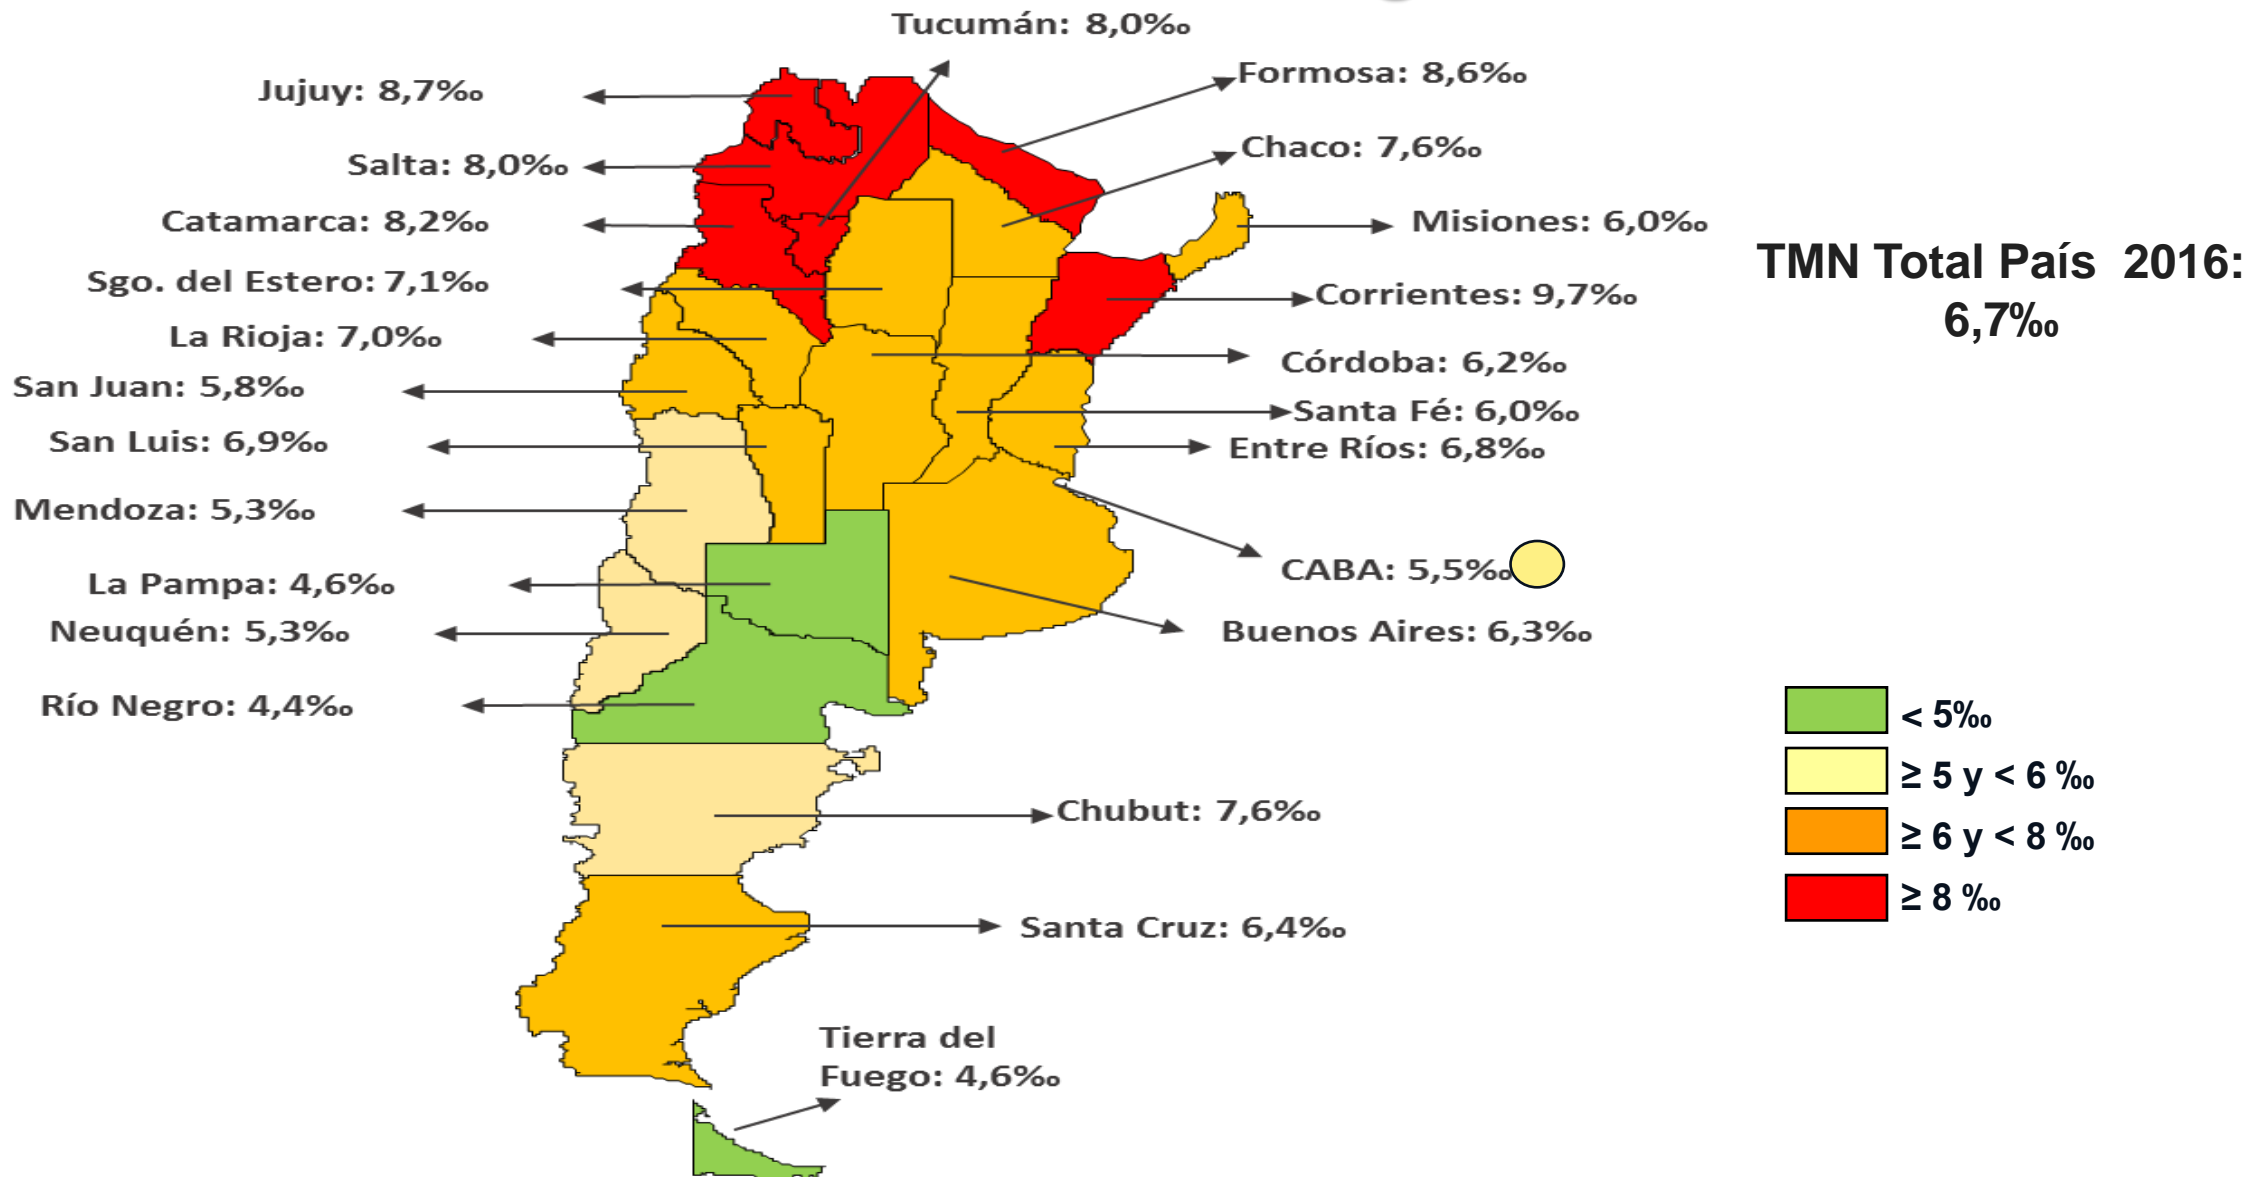 Tucumán: 8,0‰
Jujuy: 8,7‰
Formosa: 8,6‰
Salta: 8,0‰
Chaco: 7,6‰
Catamarca: 8,2‰
Misiones: 6,0‰
Sgo. del Estero: 7,1‰
Corrientes: 9,7‰
La Rioja: 7,0‰
Córdoba: 6,2‰
San Juan: 5,8‰
Santa Fé: 6,0‰
San Luis: 6,9‰
Entre Ríos: 6,8‰
Mendoza: 5,3‰
CABA: 5,5‰
La Pampa: 4,6‰
Neuquén: 5,3‰
Buenos Aires: 6,3‰
Río Negro: 4,4‰
Chubut: 7,6‰
Santa Cruz: 6,4‰
Tierra del
Fuego: 4,6‰
TMN Total País 2016:
6,7‰
< 5‰
≥ 5 y < 6 ‰
≥ 6 y < 8 ‰
≥ 8 ‰